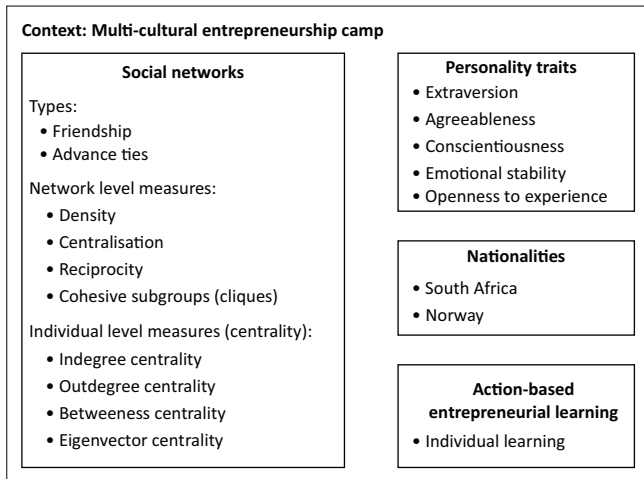 Context: Multi-cultural entrepreneurship camp
Social networks
Types:
• Friendship
• Advance ties
Network level measures:
• Density
• Centralisation
• Reciprocity
• Cohesive subgroups (cliques)
Individual level measures (centrality):
• Indegree centrality
• Outdegree centrality
• Betweeness centrality
• Eigenvector centrality
Personality traits
• Extraversion
• Agreeableness
• Conscientiousness
• Emotional stability
• Openness to experience
Nationalities
• South Africa
• Norway
Action-based
entrepreneurial learning
• Individual learning